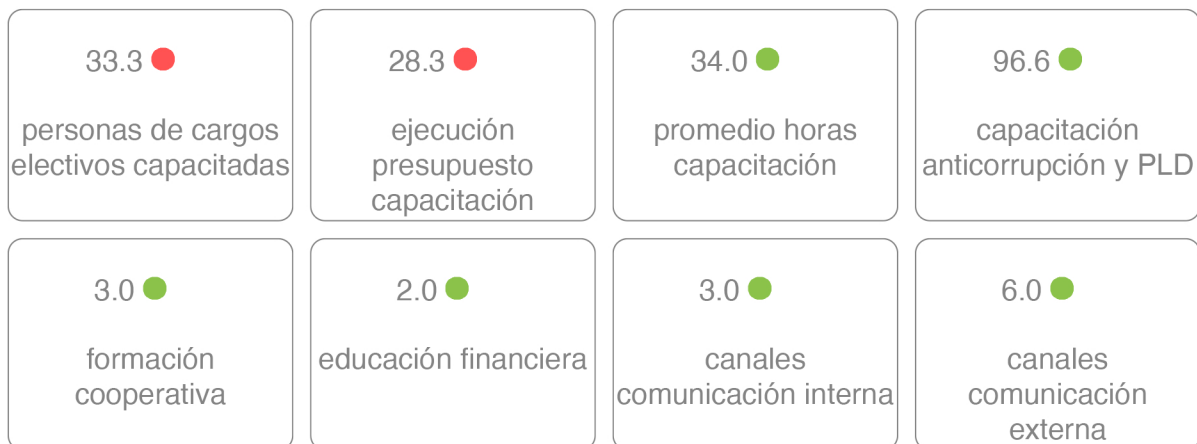 33.3
personas de cargos
electivos capacitadas
28.3
ejecución
presupuesto
capacitación
34.0
promedio horas
capacitación
96.6
capacitación
anticorrupción y PLD
3.0
formación
cooperativa
2.0
educación financiera
3.0
canales
comunicación interna
6.0
canales
comunicación
externa